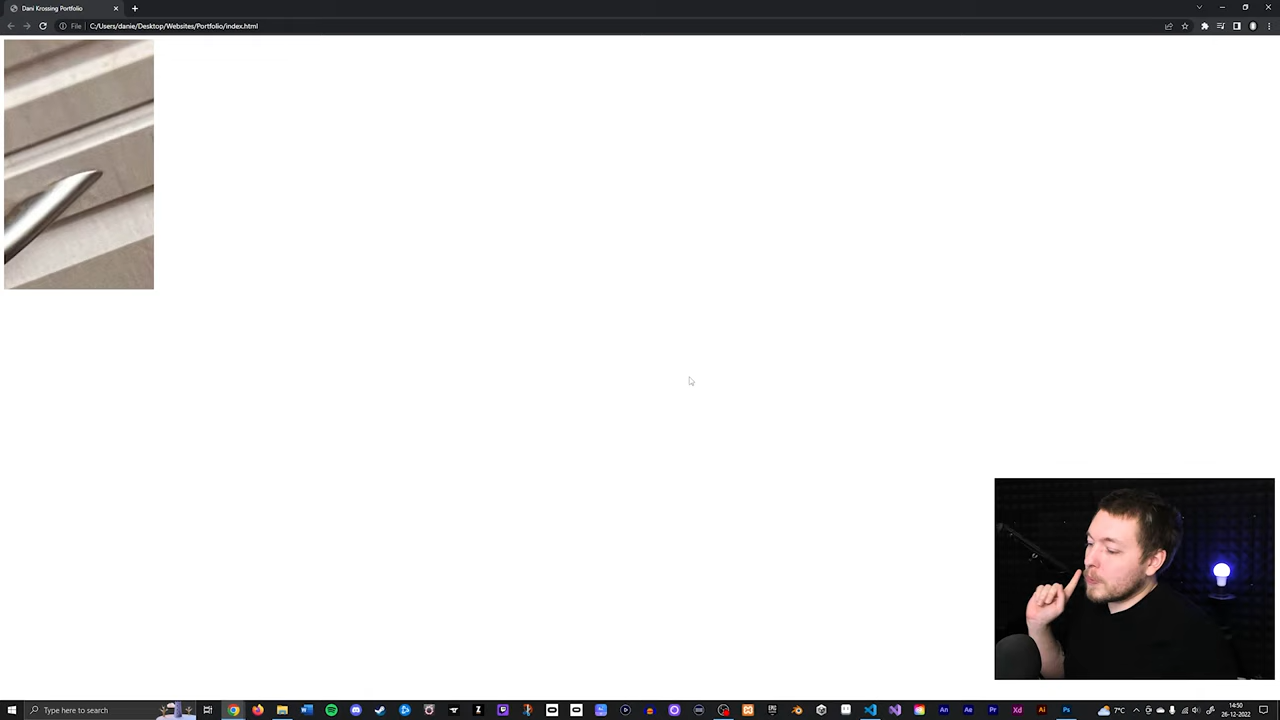 Dani Krossing Portfolio
File
C:/Users/danie/Desktop/Websites/Portfolio/index.html
Type here to search
7°C
14:50
26-12-2022